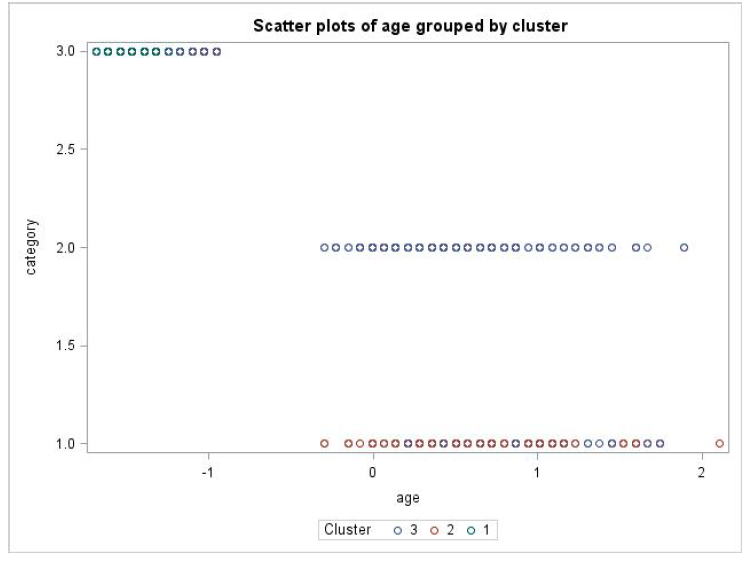 Scatter plots of age grouped by cluster
3.0
2.5
2.0
1.5
1.0
category
-1 0 1 2
age
Cluster 3 2 1